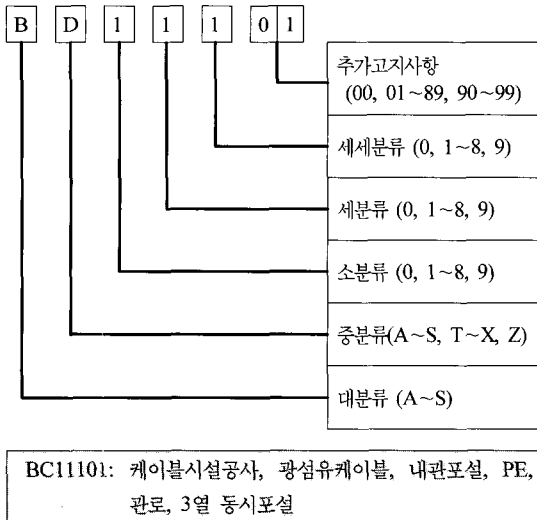 B D 1 1 1 0 1
추가고지사항
(00, 01~89, 90~99)
세세분류 (0, 1~8, 9)
세분류 (0, 1~8, 9)
소분류 (0, 1~8, 9)
중분류(A~S, T~X, Z)
대분류 (A~S)
BC11101: 케이블시설공사, 광섬유케이블, 내관포설, PE,
관로, 3열 동시포설